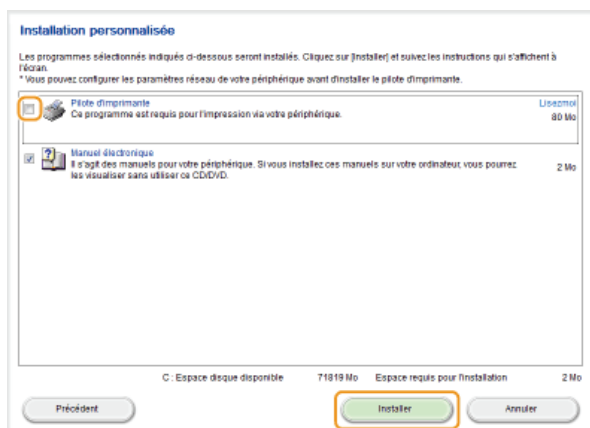 Installation personnalisée
Les programmes sélectionnés indiqués ci-dessous seront installés. Cliquez sur [Installer] et suivez les instructions qui s'affichent à
l'écran.
* Vous pouvez configurer les paramètres réseau de votre périphérique avant d'installer le pilote d'imprimante.
Pilote d'imprimante
Lisezmoi
Ce programme est requis pour l'impression via votre périphérique.
80 Mo
Manuel électronique
Il s'agit des manuels pour votre périphérique. Si vous installez ces manuels sur votre ordinateur, vous pourrez
2 Mo
les visualiser sans utiliser ce CD/DVD.
C : Espace disque disponible 71819 Mo Espace requis pour l'installation 2 Mo
Précédent Installer Annuler